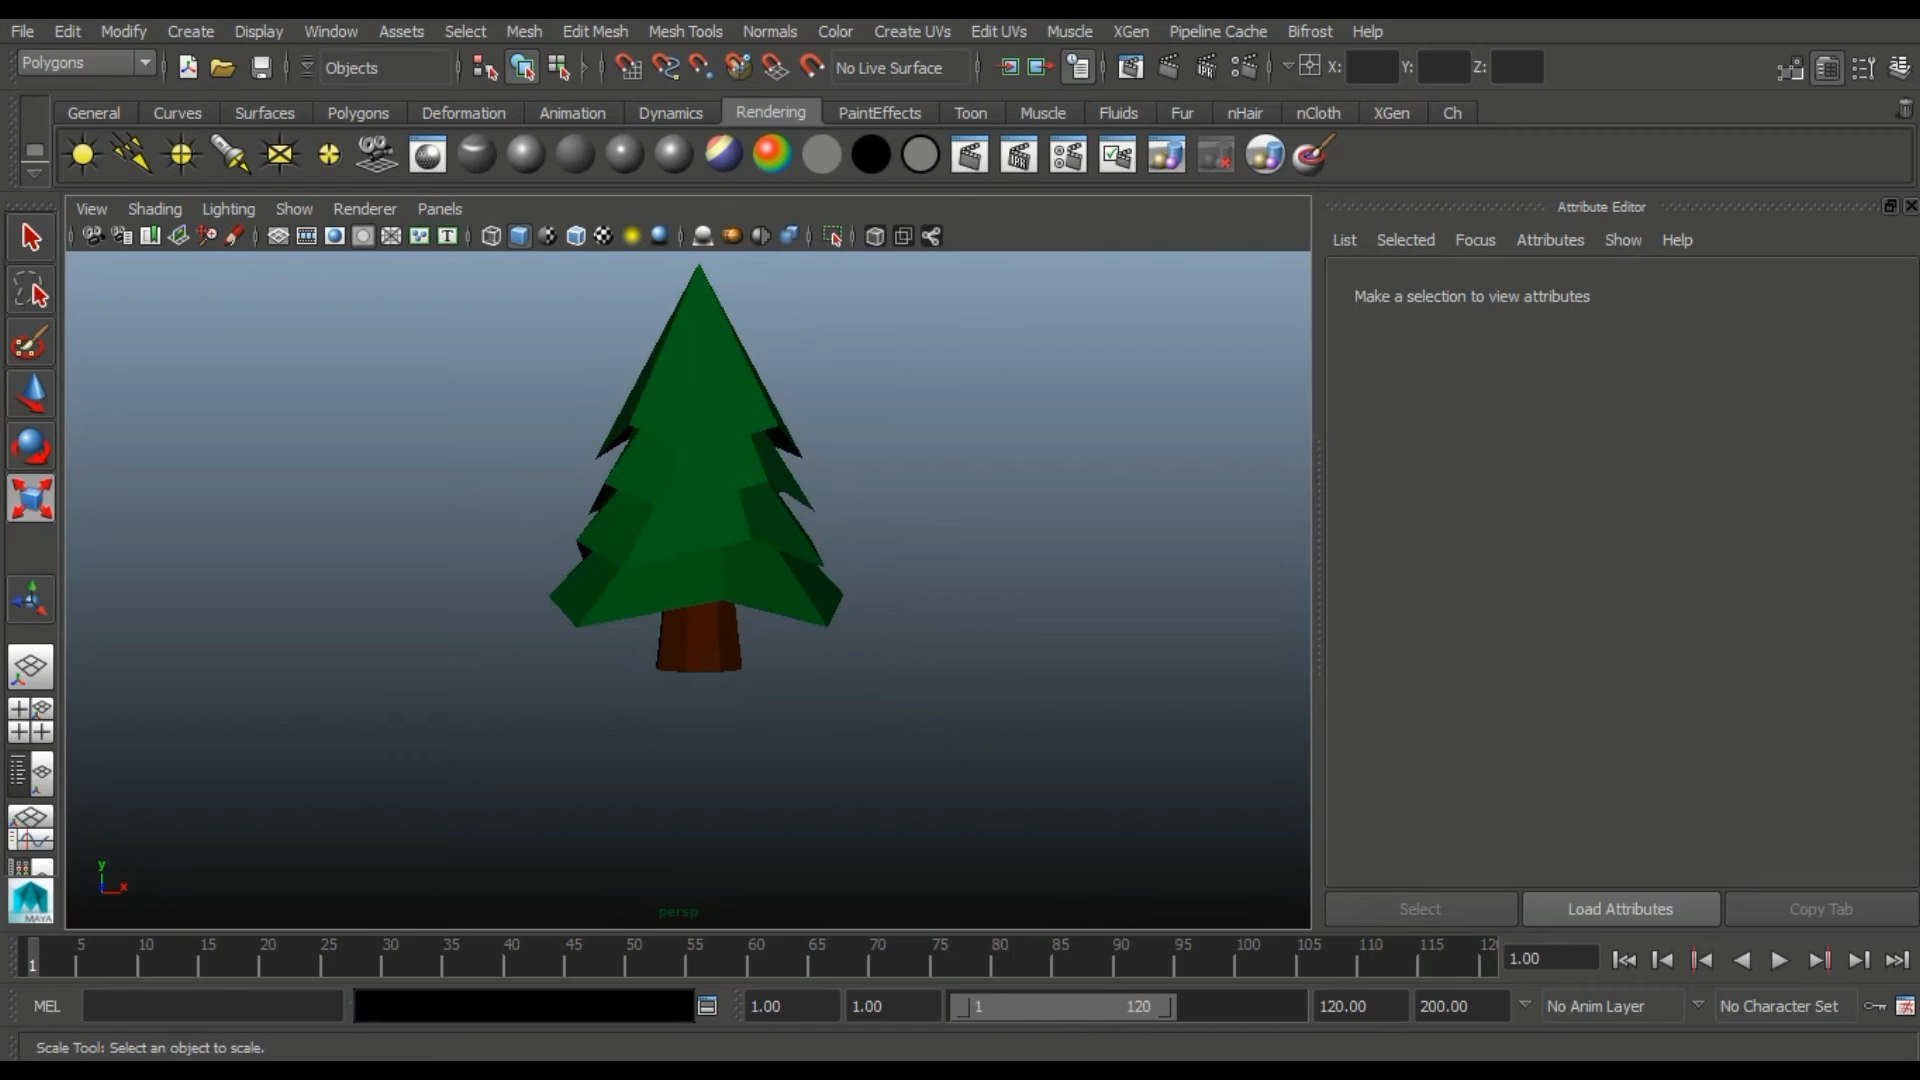 File Edit Modify Create Display Window Assets Select Mesh Edit Mesh Mesh Tools Normals Color Create UVs Edit UVs Muscle XGen Pipeline Cache Bifrost Help
Polygons Objects No Live Surface X: Y: Z:
General Curves Surfaces Polygons Deformation Animation Dynamics Rendering PaintEffects Toon Muscle Fluids Fur nHair nCloth XGen Ch
IPR
View Shading Lighting Show Renderer Panels
Attribute Editor
List Selected Focus Attributes Show Help
Make a selection to view attributes
y
x
MAYA
persp
Select Load Attributes Copy Tab
5 10 15 20 25 30 35 40 45 50 55 60 65 70 75 80 85 90 95 100 105 110 115 12
1 1.00
MEL 1.00 1.00 1 120 120.00 200.00 No Anim Layer No Character Set
Scale Tool: Select an object to scale.